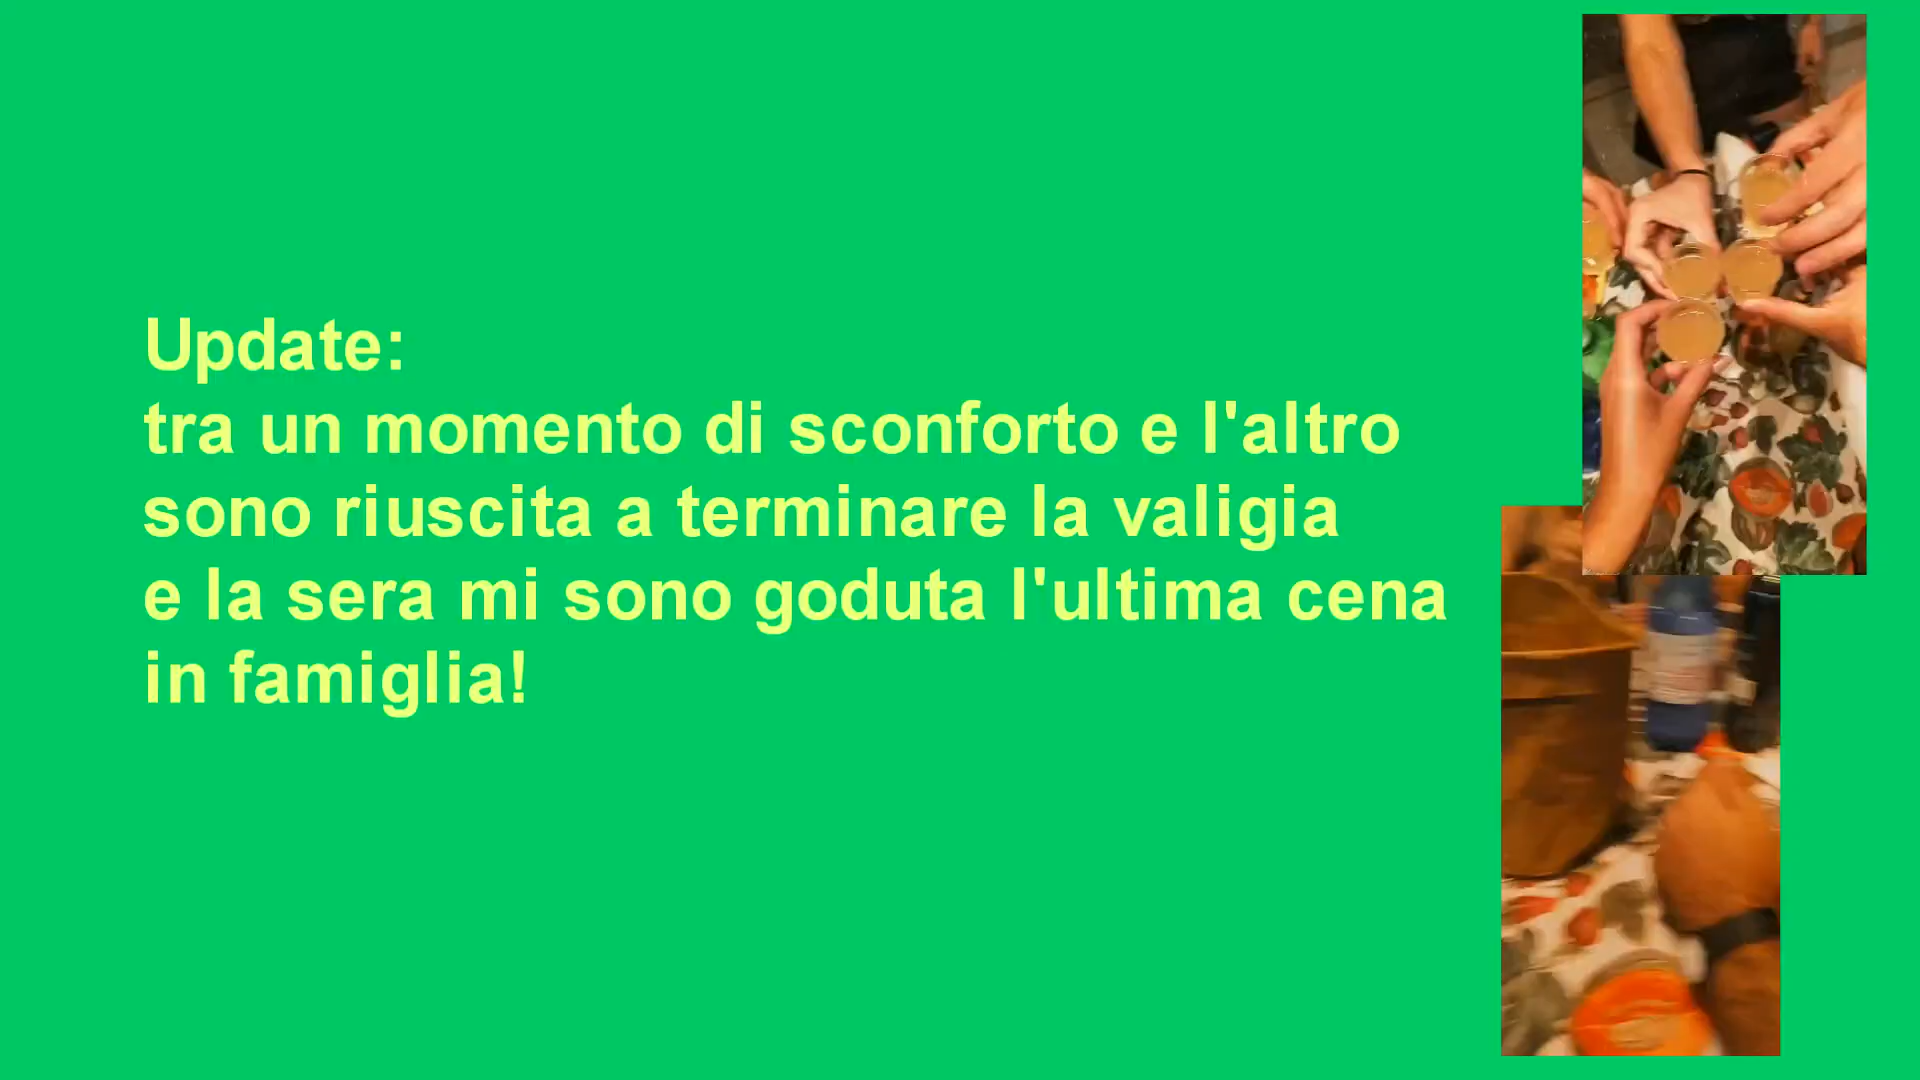 Update:
tra un momento di sconforto e l'altro
sono riuscita a terminare la valigia
e la sera mi sono goduta l'ultima cena
in famiglia!